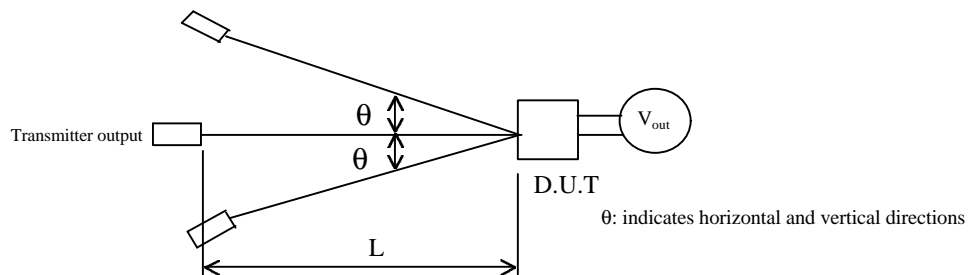 θ
Transmitter output
V_out
θ
D.U.T
θ: indicates horizontal and vertical directions
L